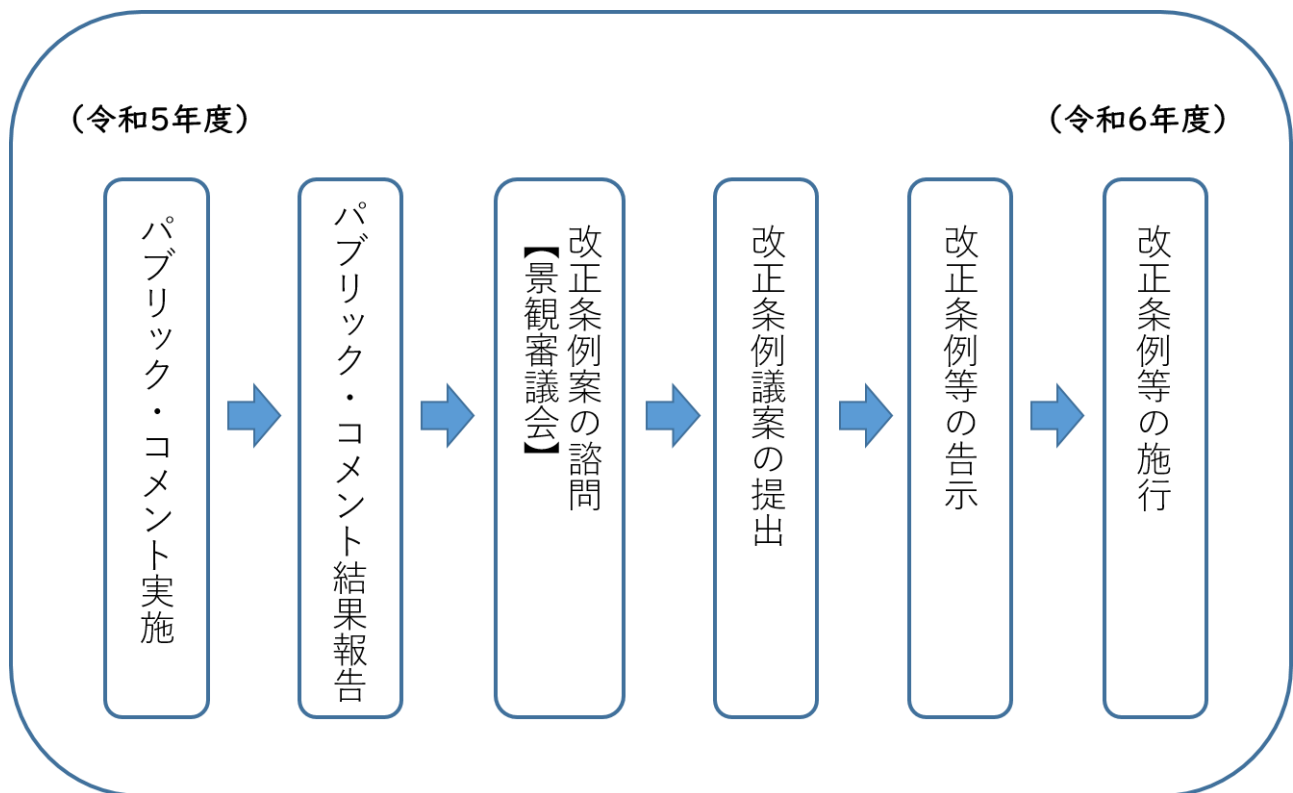 (令和5年度)
(令和6年度)
パブリック・コメント実施
パブリック・コメント結果報告
改正条例案の諮問
【景観審議会】
改正条例議案の提出
改正条例等の告示
改正条例等の施行